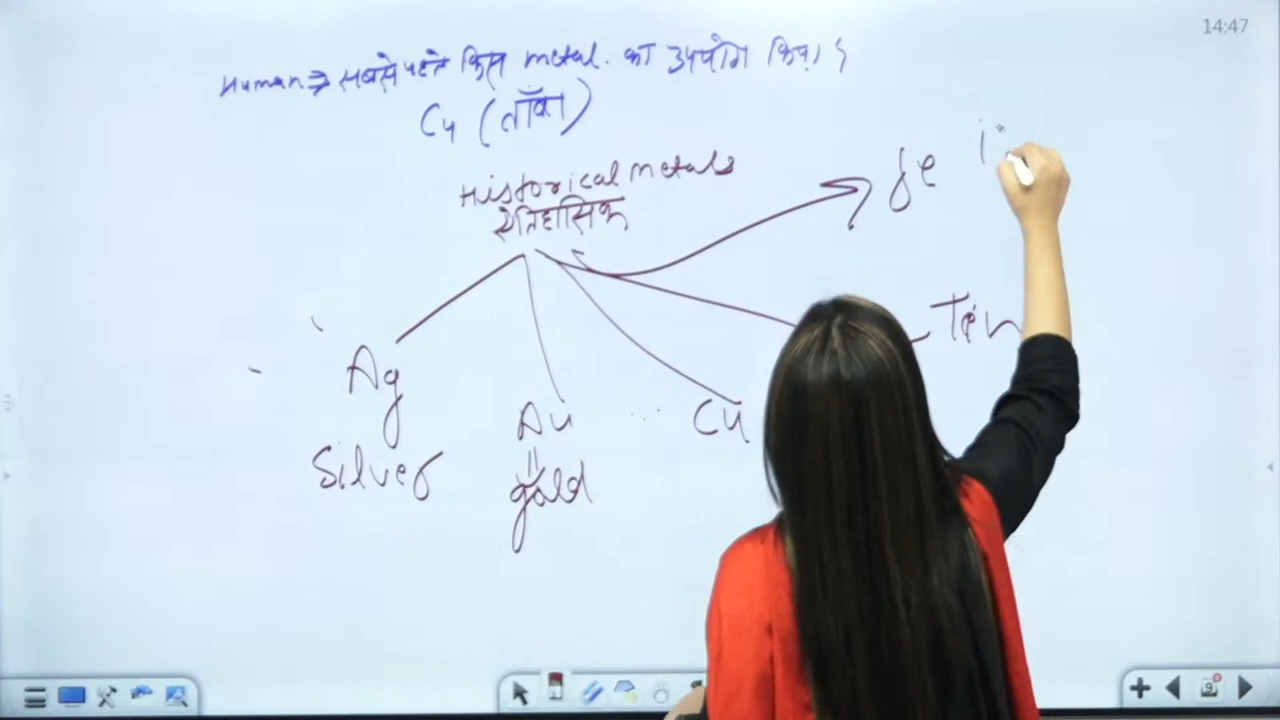 14:47
Human⇒ सबसे पहले किस metal. का उपयोग किया?
Cu (ताँबा)
Historical metals
ऐतिहासिक
fe
Tin
Ag
Au
Cu
Silver
gold